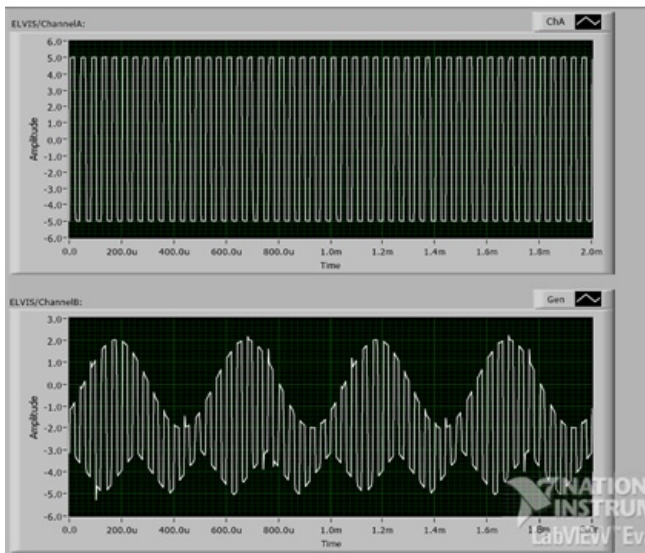 ELVIS/ChannelA:
ChA
6.0
5.0
4.0
3.0
2.0
1.0
0.0
-1.0
-2.0
-3.0
-4.0
-5.0
-6.0
Amplitude
0.0 200.0u 400.0u 600.0u 800.0u 1.0m 1.2m 1.4m 1.6m 1.8m 2.0m
Time
ELVIS/ChannelB:
Gen
3.0
2.0
1.0
0.0
-1.0
-2.0
-3.0
-4.0
-5.0
-6.0
Amplitude
0.0 200.0u 400.0u 600.0u 800.0u 1.0m 1.2m 1.4m
Time
NATION
INSTRUM
LabVIEW™ Ev